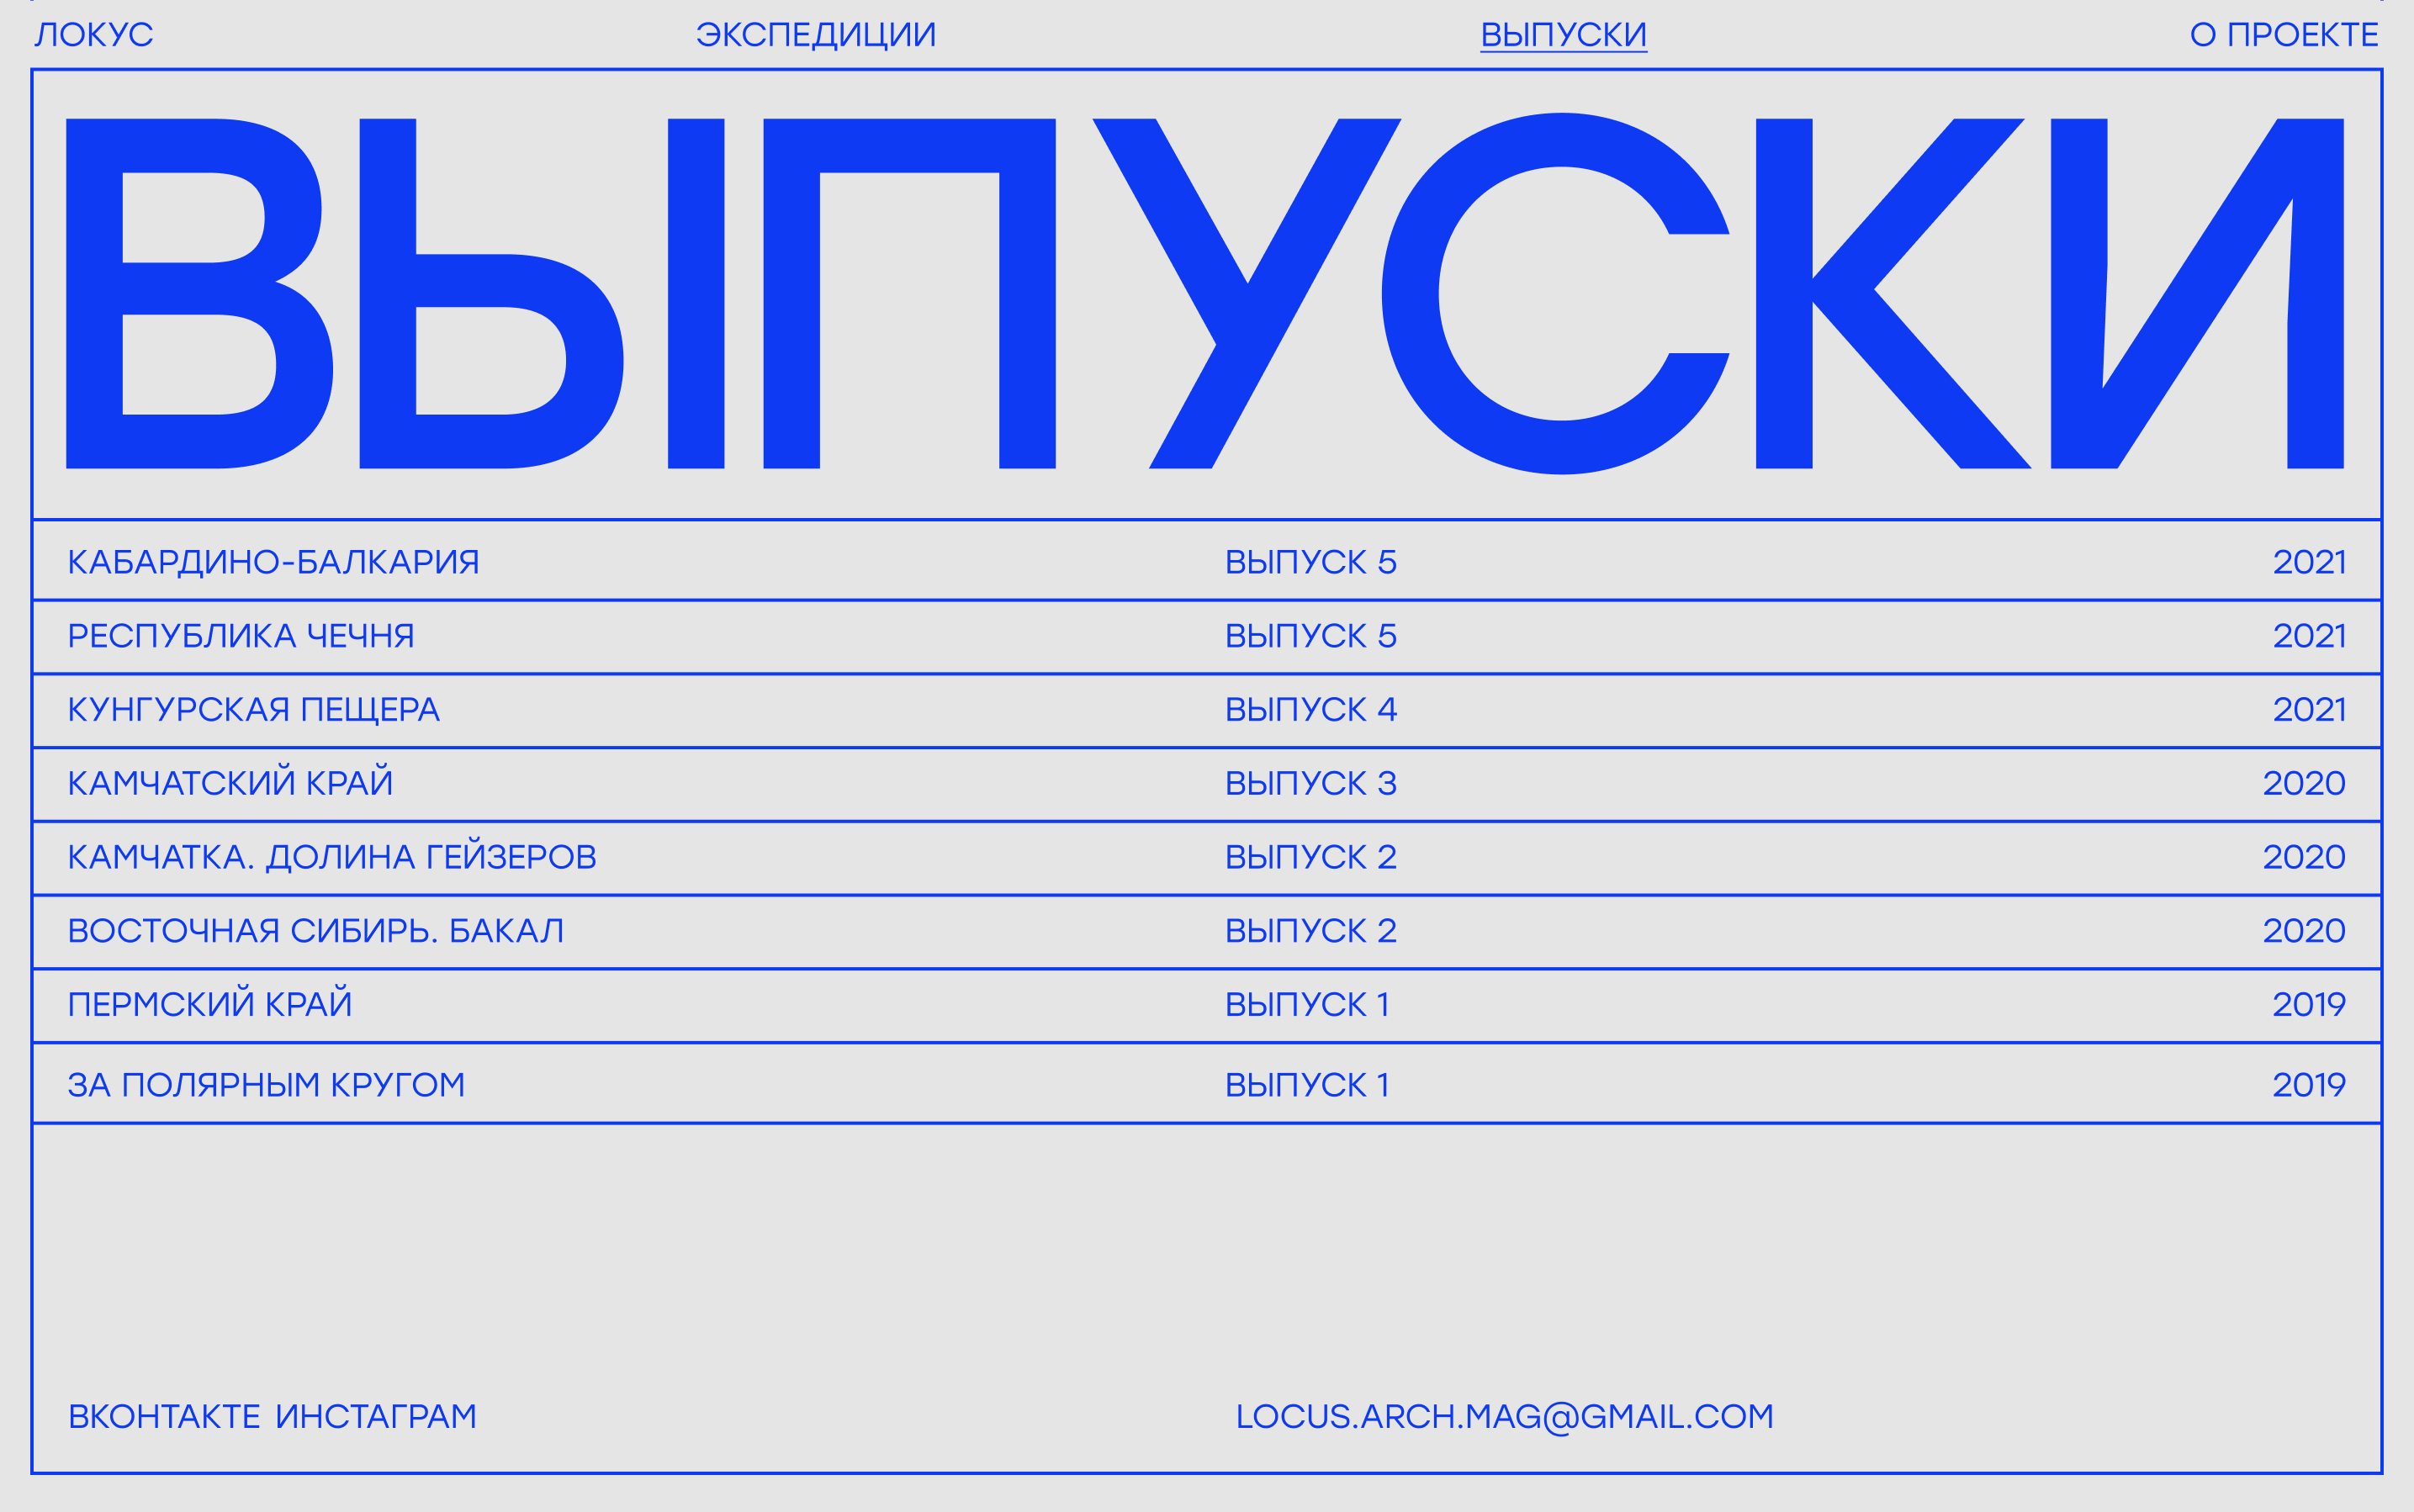 ЛОКУС ЭКСПЕДИЦИИ ВЫПУСКИ О ПРОЕКТЕ
ВЫПУСКИ
КАБАРДИНО-БАЛКАРИЯ ВЫПУСК 5 2021
РЕСПУБЛИКА ЧЕЧНЯ ВЫПУСК 5 2021
КУНГУРСКАЯ ПЕЩЕРА ВЫПУСК 4 2021
КАМЧАТСКИЙ КРАЙ ВЫПУСК 3 2020
КАМЧАТКА. ДОЛИНА ГЕЙЗЕРОВ ВЫПУСК 2 2020
ВОСТОЧНАЯ СИБИРЬ. БАКАЛ ВЫПУСК 2 2020
ПЕРМСКИЙ КРАЙ ВЫПУСК 1 2019
ЗА ПОЛЯРНЫМ КРУГОМ ВЫПУСК 1 2019
ВКОНТАКТЕ ИНСТАГРАМ LOCUS.ARCH.MAG@GMAIL.COM